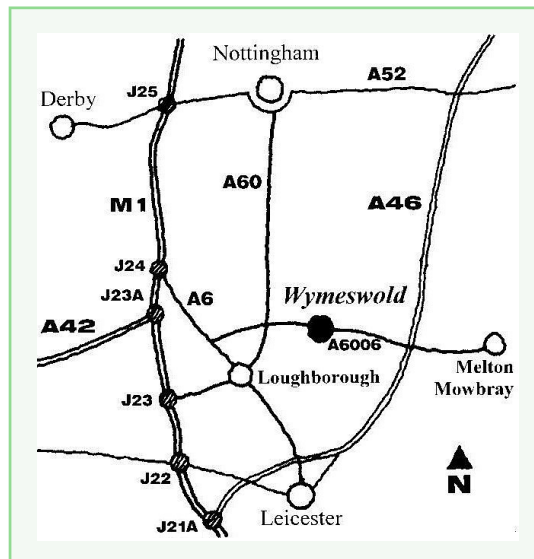 Nottingham
A52
J25
Derby
A60
M1
A46
J24
J23A
A6
Wymeswold
A42
A6006
Melton
Mowbray
Loughborough
J23
J22
N
J21A
Leicester